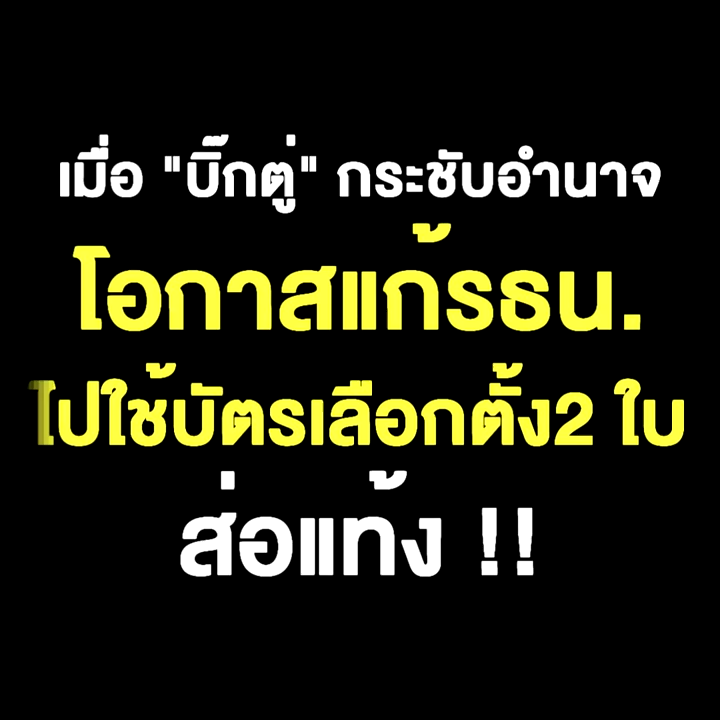 เมื่อ "บิ๊กตู่" กระชับอำนาจ
โอกาสแก้รธน.
ไปใช้บัตรเลือกตั้ง2 ใบ
ส่อแท้ง !!